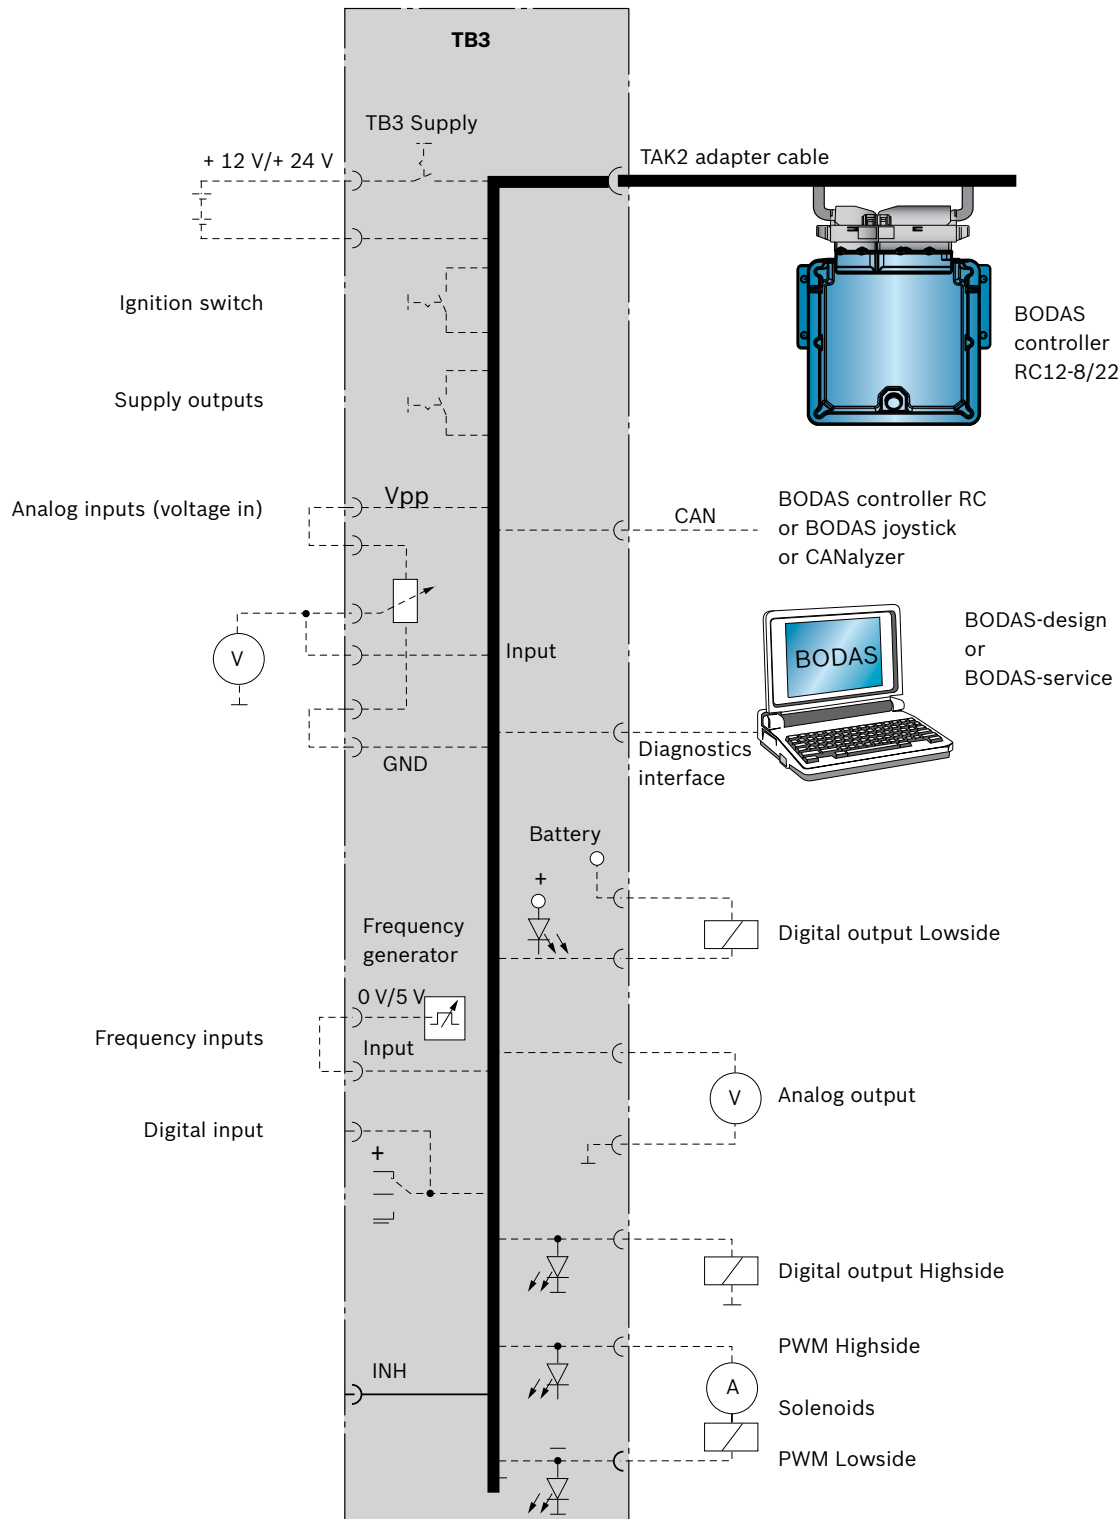 TB3
TB3 Supply
+ 12 V/+ 24 V
TAK2 adapter cable
Ignition switch
BODAS
controller
RC12-8/22
Supply outputs
Vpp
Analog inputs (voltage in)
CAN
BODAS controller RC
or BODAS joystick
or CANalyzer
V
Input
BODAS
BODAS-design
or
BODAS-service
GND
Diagnostics
interface
Battery
+
Frequency
generator
Digital output Lowside
0 V/5 V
Frequency inputs
Input
V
Analog output
Digital input
+
Digital output Highside
PWM Highside
INH
A
Solenoids
PWM Lowside